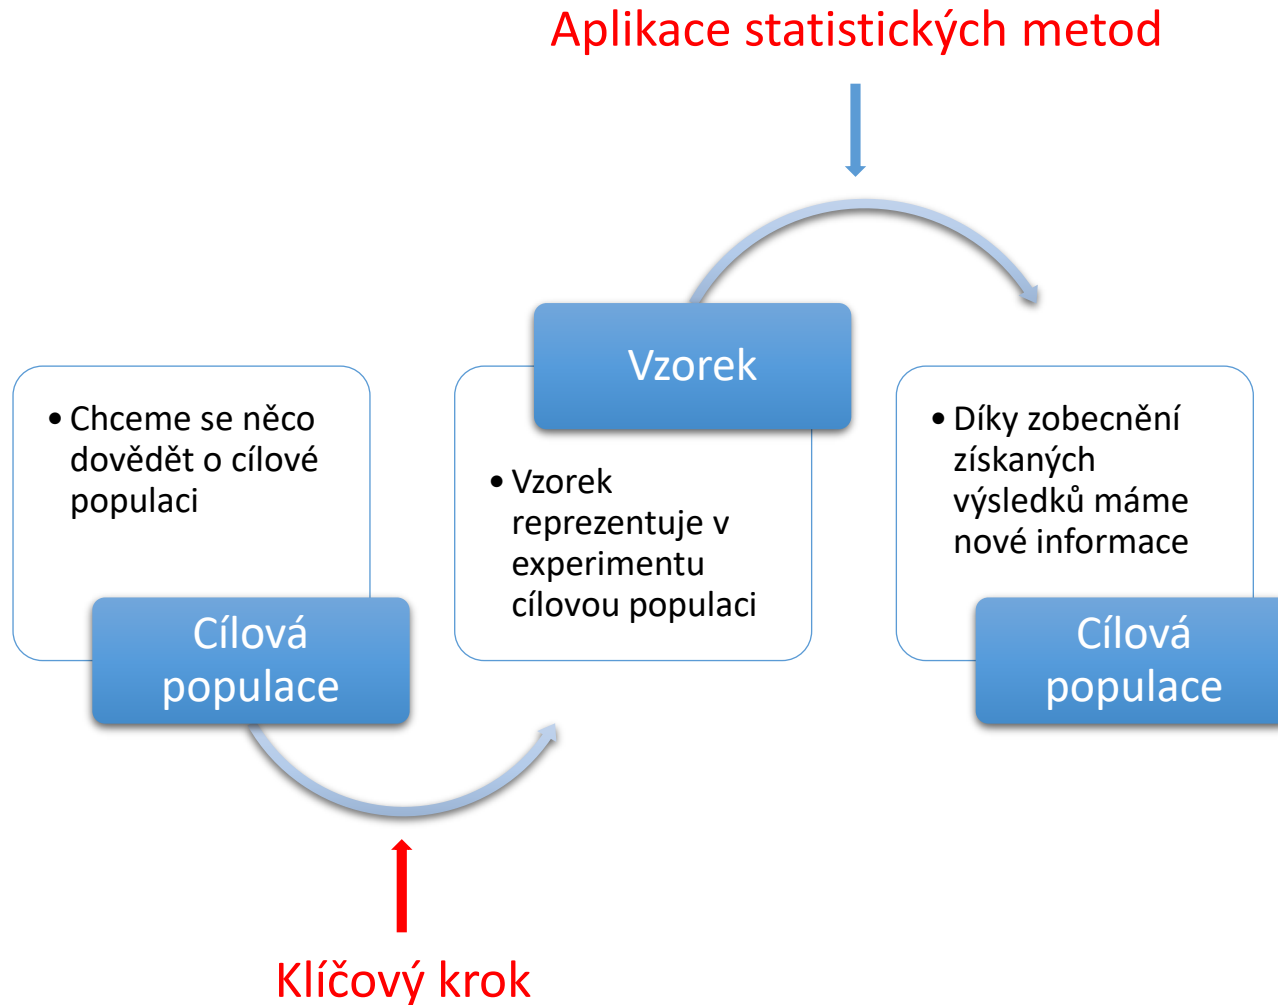 Aplikace statistických metod
• Chceme se něco
dovědět o cílové
populaci
Cílová
populace
Vzorek
• Vzorek
reprezentuje v
experimentu
cílovou populaci
• Díky zobecnění
získaných
výsledků máme
nové informace
Cílová
populace
Klíčový krok